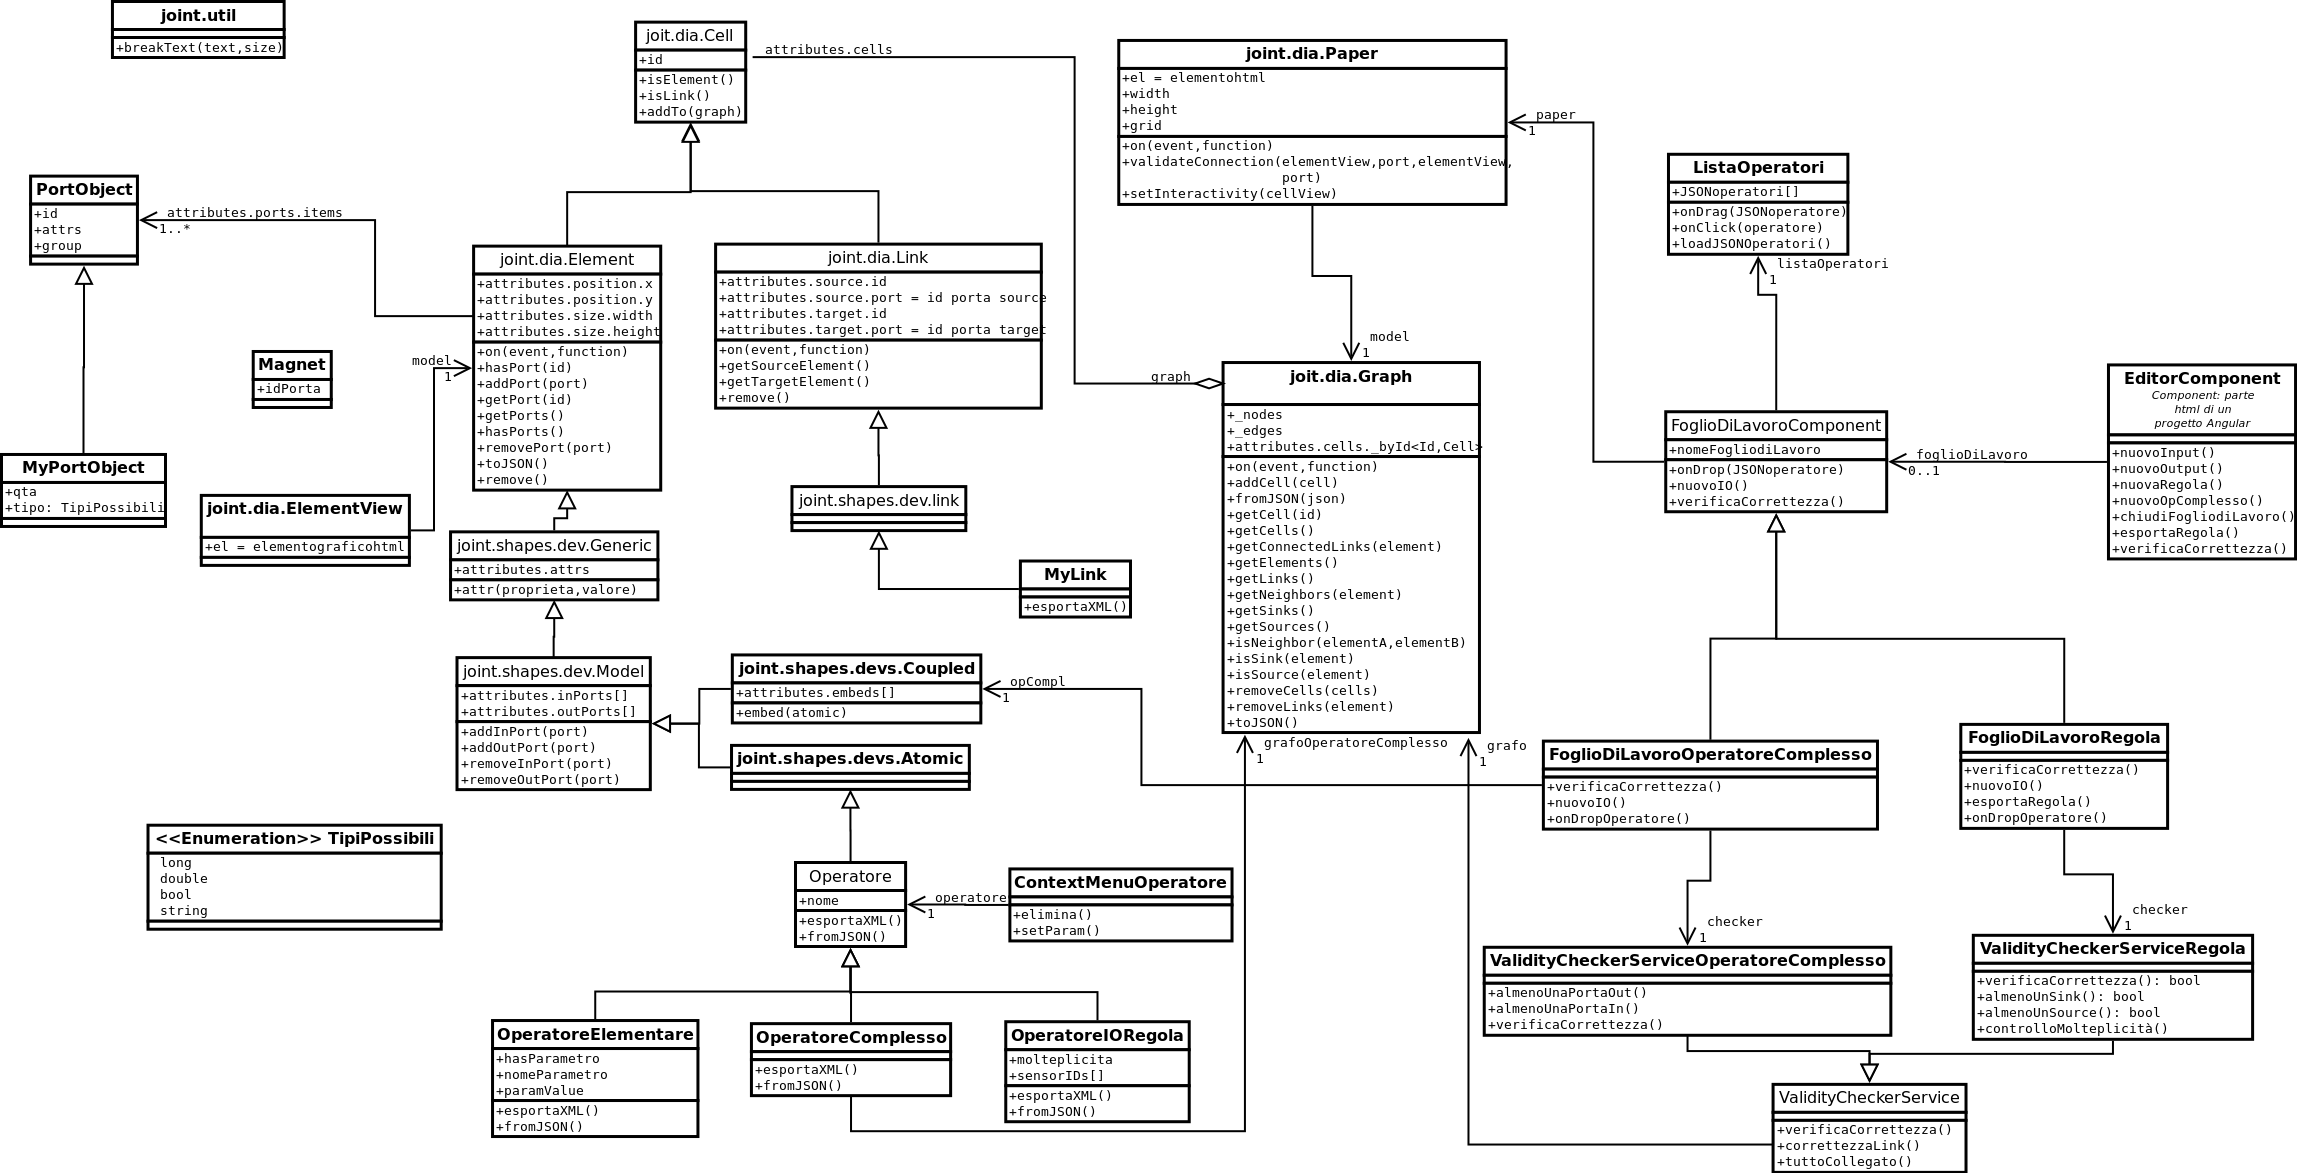 joint.util
+breakText(text,size)
joit.dia.Cell
+id
+isElement()
+isLink()
+addTo(graph)
attributes.cells
joint.dia.Paper
+el = elementohtml
+width
+height
+grid
+on(event,function)
+validateConnection(elementView,port,elementView,
port)
+setInteractivity(cellView)
paper
1
ListaOperatori
+JSONoperatori[]
+onDrag(JSONoperatore)
+onClick(operatore)
+loadJSONOperatori()
listaOperatori
1
PortObject
+id
+attrs
+group
attributes.ports.items
1..*
joint.dia.Element
+attributes.position.x
+attributes.position.y
+attributes.size.width
+attributes.size.height
+on(event,function)
+hasPort(id)
+addPort(port)
+getPort(id)
+getPorts()
+hasPorts()
+removePort(port)
+toJSON()
+remove()
joint.dia.Link
+attributes.source.id
+attributes.source.port = id porta source
+attributes.target.id
+attributes.target.port = id porta target
+on(event,function)
+getSourceElement()
+getTargetElement()
+remove()
model
1
graph
joit.dia.Graph
+_nodes
+_edges
+attributes.cells._byId<Id,Cell>
+on(event,function)
+addCell(cell)
+fromJSON(json)
+getCell(id)
+getCells()
+getConnectedLinks(element)
+getElements()
+getLinks()
+getNeighbors(element)
+getSinks()
+getSources()
+isNeighbor(elementA,elementB)
+isSink(element)
+isSource(element)
+removeCells(cells)
+removeLinks(element)
+toJSON()
Magnet
+idPorta
model
1
MyPortObject
+qta
+tipo: TipiPossibili
joint.dia.ElementView
+el = elementograficohtml
joint.shapes.dev.Generic
+attributes.attrs
+attr(proprieta,valore)
joint.shapes.dev.link
MyLink
+esportaXML()
FoglioDiLavoroComponent
+nomeFogliodiLavoro
+onDrop(JSONoperatore)
+nuovoIO()
+verificaCorrettezza()
foglioDiLavoro
0..1
EditorComponent
Component: parte
html di un
progetto Angular
+nuovoInput()
+nuovoOutput()
+nuovaRegola()
+nuovoOpComplesso()
+chiudiFogliodiLavoro()
+esportaRegola()
+verificaCorrettezza()
joint.shapes.dev.Model
+attributes.inPorts[]
+attributes.outPorts[]
+addInPort(port)
+addOutPort(port)
+removeInPort(port)
+removeOutPort(port)
joint.shapes.devs.Coupled
+attributes.embeds[]
+embed(atomic)
opCompl
1
joint.shapes.devs.Atomic
grafoOperatoreComplesso
1
grafo
1
FoglioDiLavoroOperatoreComplesso
+verificaCorrettezza()
+nuovoIO()
+onDropOperatore()
FoglioDiLavoroRegola
+verificaCorrettezza()
+nuovoIO()
+esportaRegola()
+onDropOperatore()
<<Enumeration>> TipiPossibili
long
double
bool
string
Operatore
+nome
+esportaXML()
+fromJSON()
operatore
1
ContextMenuOperatore
+elimina()
+setParam()
checker
1
checker
1
ValidityCheckerServiceOperatoreComplesso
+almenoUnaPortaOut()
+almenoUnaPortaIn()
+verificaCorrettezza()
ValidityCheckerServiceRegola
+verificaCorrettezza(): bool
+almenoUnSink(): bool
+almenoUnSource(): bool
+controlloMolteplicità()
OperatoreElementare
+hasParametro
+nomeParametro
+paramValue
+esportaXML()
+fromJSON()
OperatoreComplesso
+esportaXML()
+fromJSON()
OperatoreIORegola
+molteplicita
+sensorIDs[]
+esportaXML()
+fromJSON()
ValidityCheckerService
+verificaCorrettezza()
+correttezzaLink()
+tuttoCollegato()